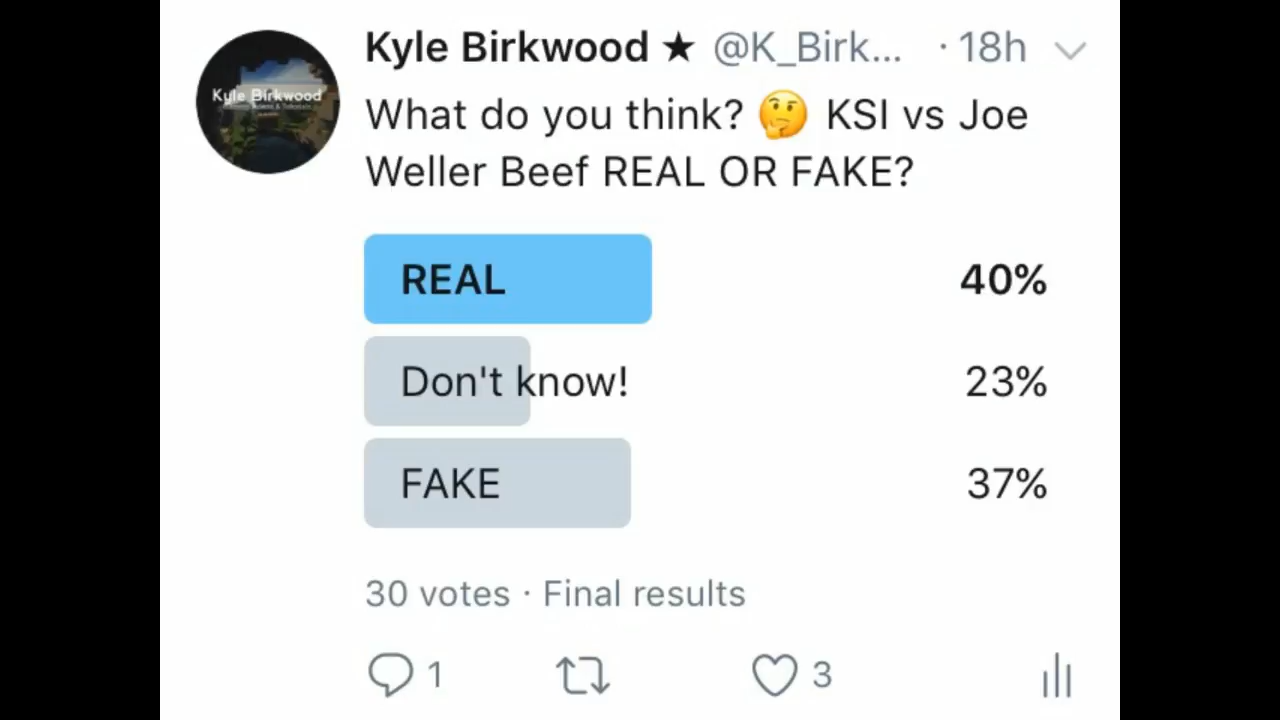 Kyle Birkwood ★ @K_Birk... · 18h
Kyle Birkwood
What do you think? 🤔 KSI vs Joe
Weller Beef REAL OR FAKE?
REAL 40%
Don't know! 23%
FAKE 37%
30 votes · Final results
1 3